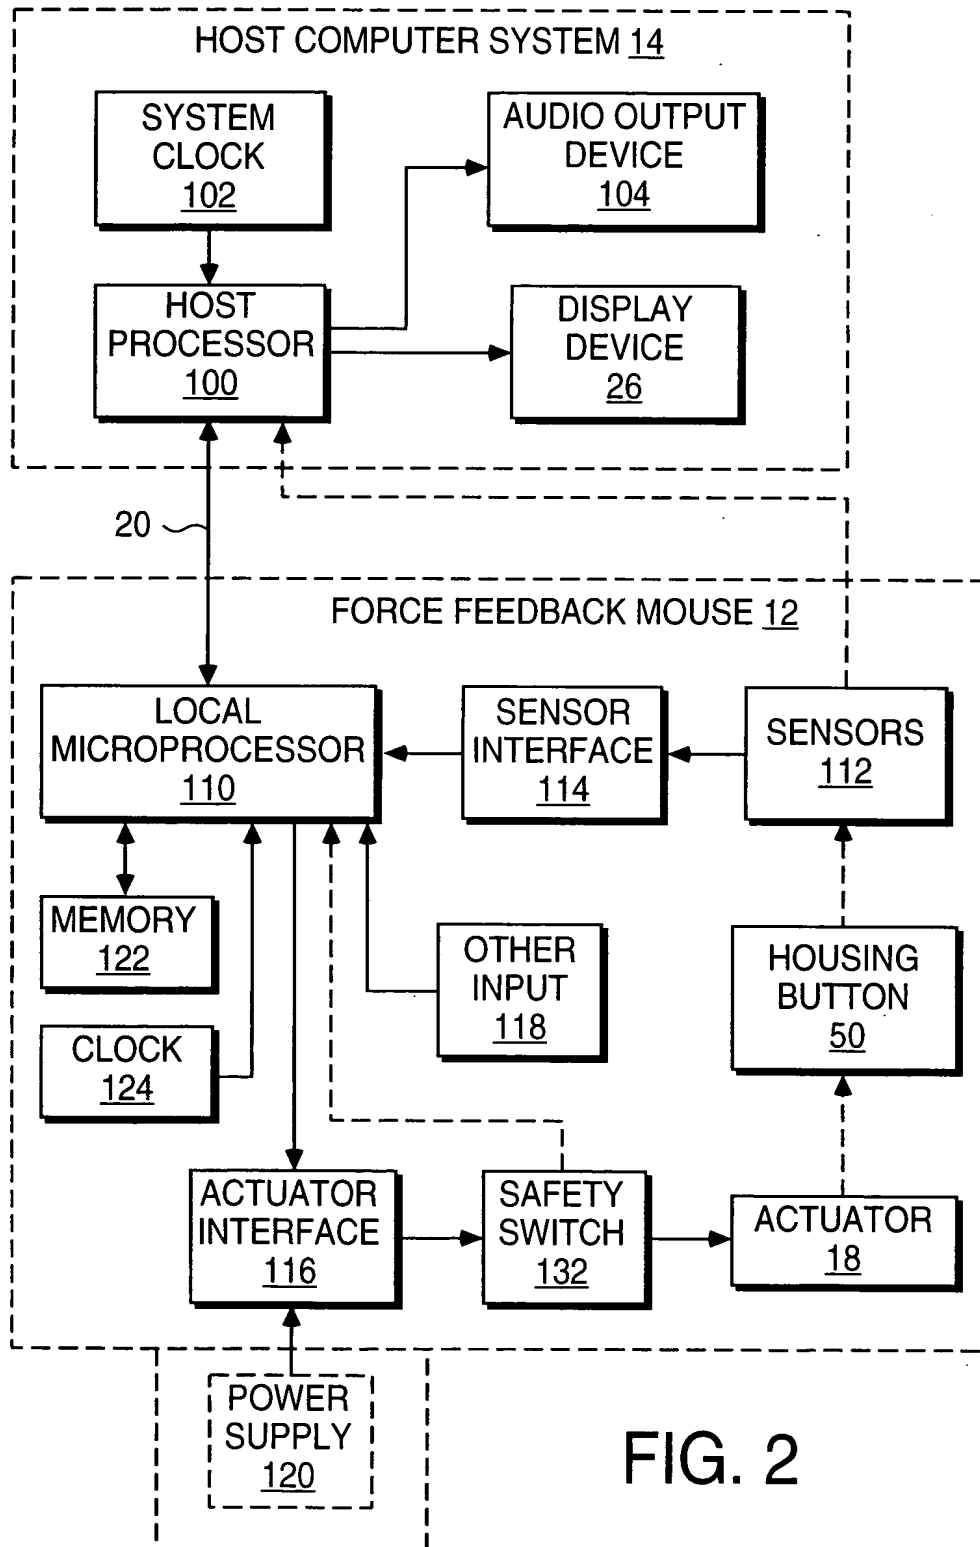 HOST COMPUTER SYSTEM 14
SYSTEM
CLOCK
102
AUDIO OUTPUT
DEVICE
104
HOST
PROCESSOR
100
DISPLAY
DEVICE
26
20
FORCE FEEDBACK MOUSE 12
LOCAL
MICROPROCESSOR
110
SENSOR
INTERFACE
114
SENSORS
112
MEMORY
122
OTHER
INPUT
118
HOUSING
BUTTON
50
CLOCK
124
ACTUATOR
INTERFACE
116
SAFETY
SWITCH
132
ACTUATOR
18
POWER
SUPPLY
120
FIG. 2